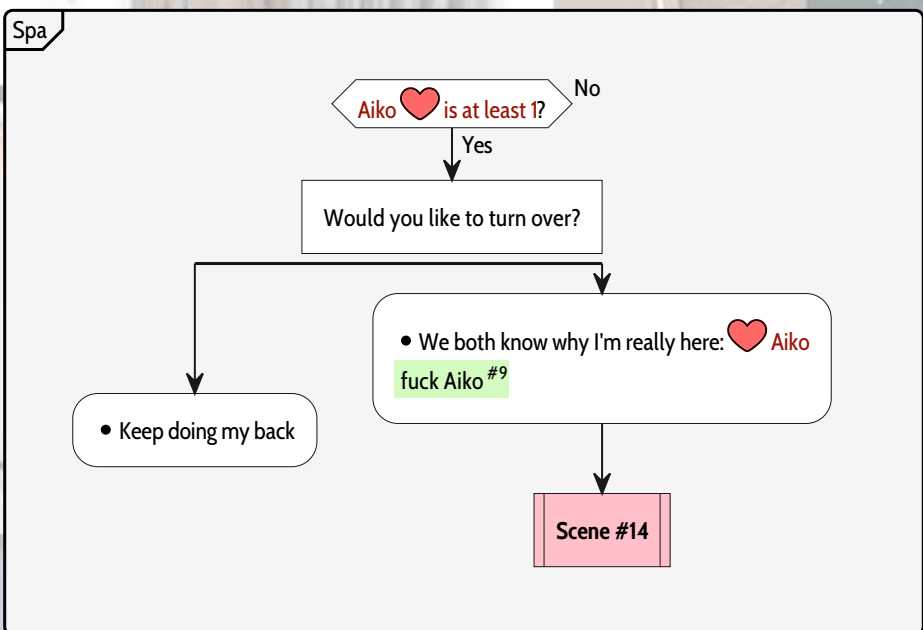 Spa
No
Aiko is at least 1?
Yes
Would you like to turn over?
• We both know why I'm really here: Aiko
fuck Aiko #9
• Keep doing my back
Scene #14